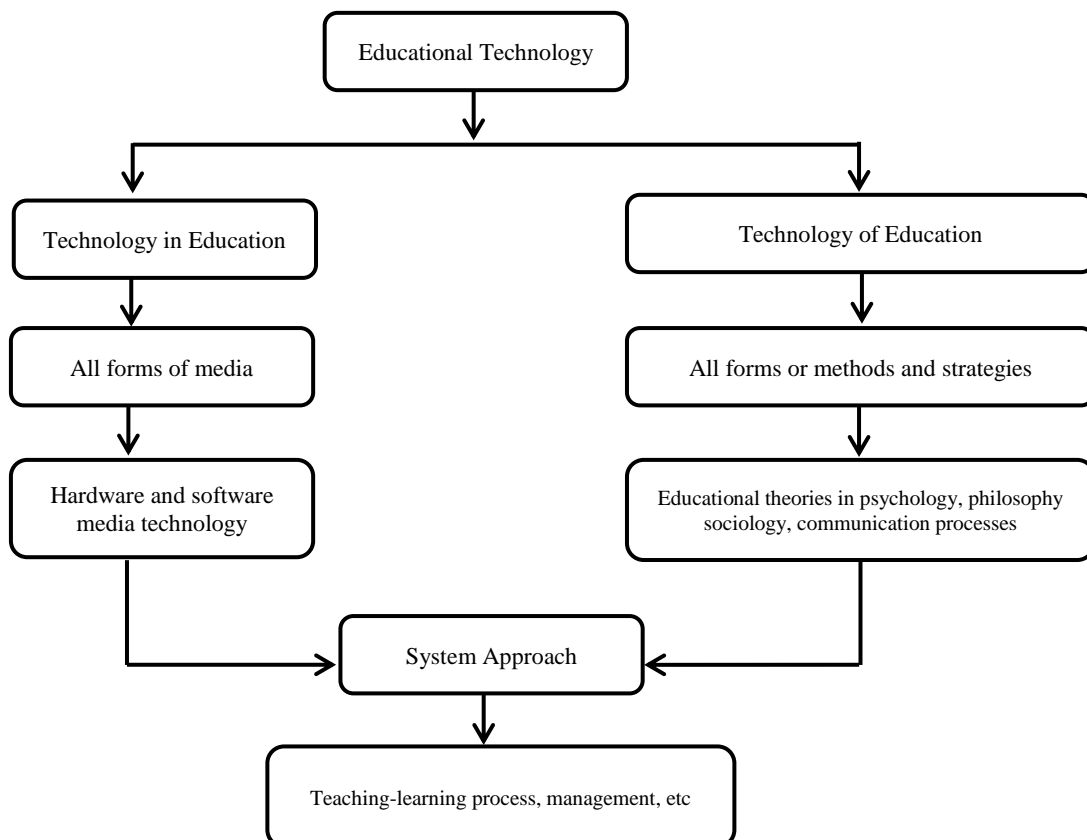 Educational Technology
Technology in Education
Technology of Education
All forms of media
All forms or methods and strategies
Hardware and software
media technology
Educational theories in psychology, philosophy
sociology, communication processes
System Approach
Teaching-learning process, management, etc